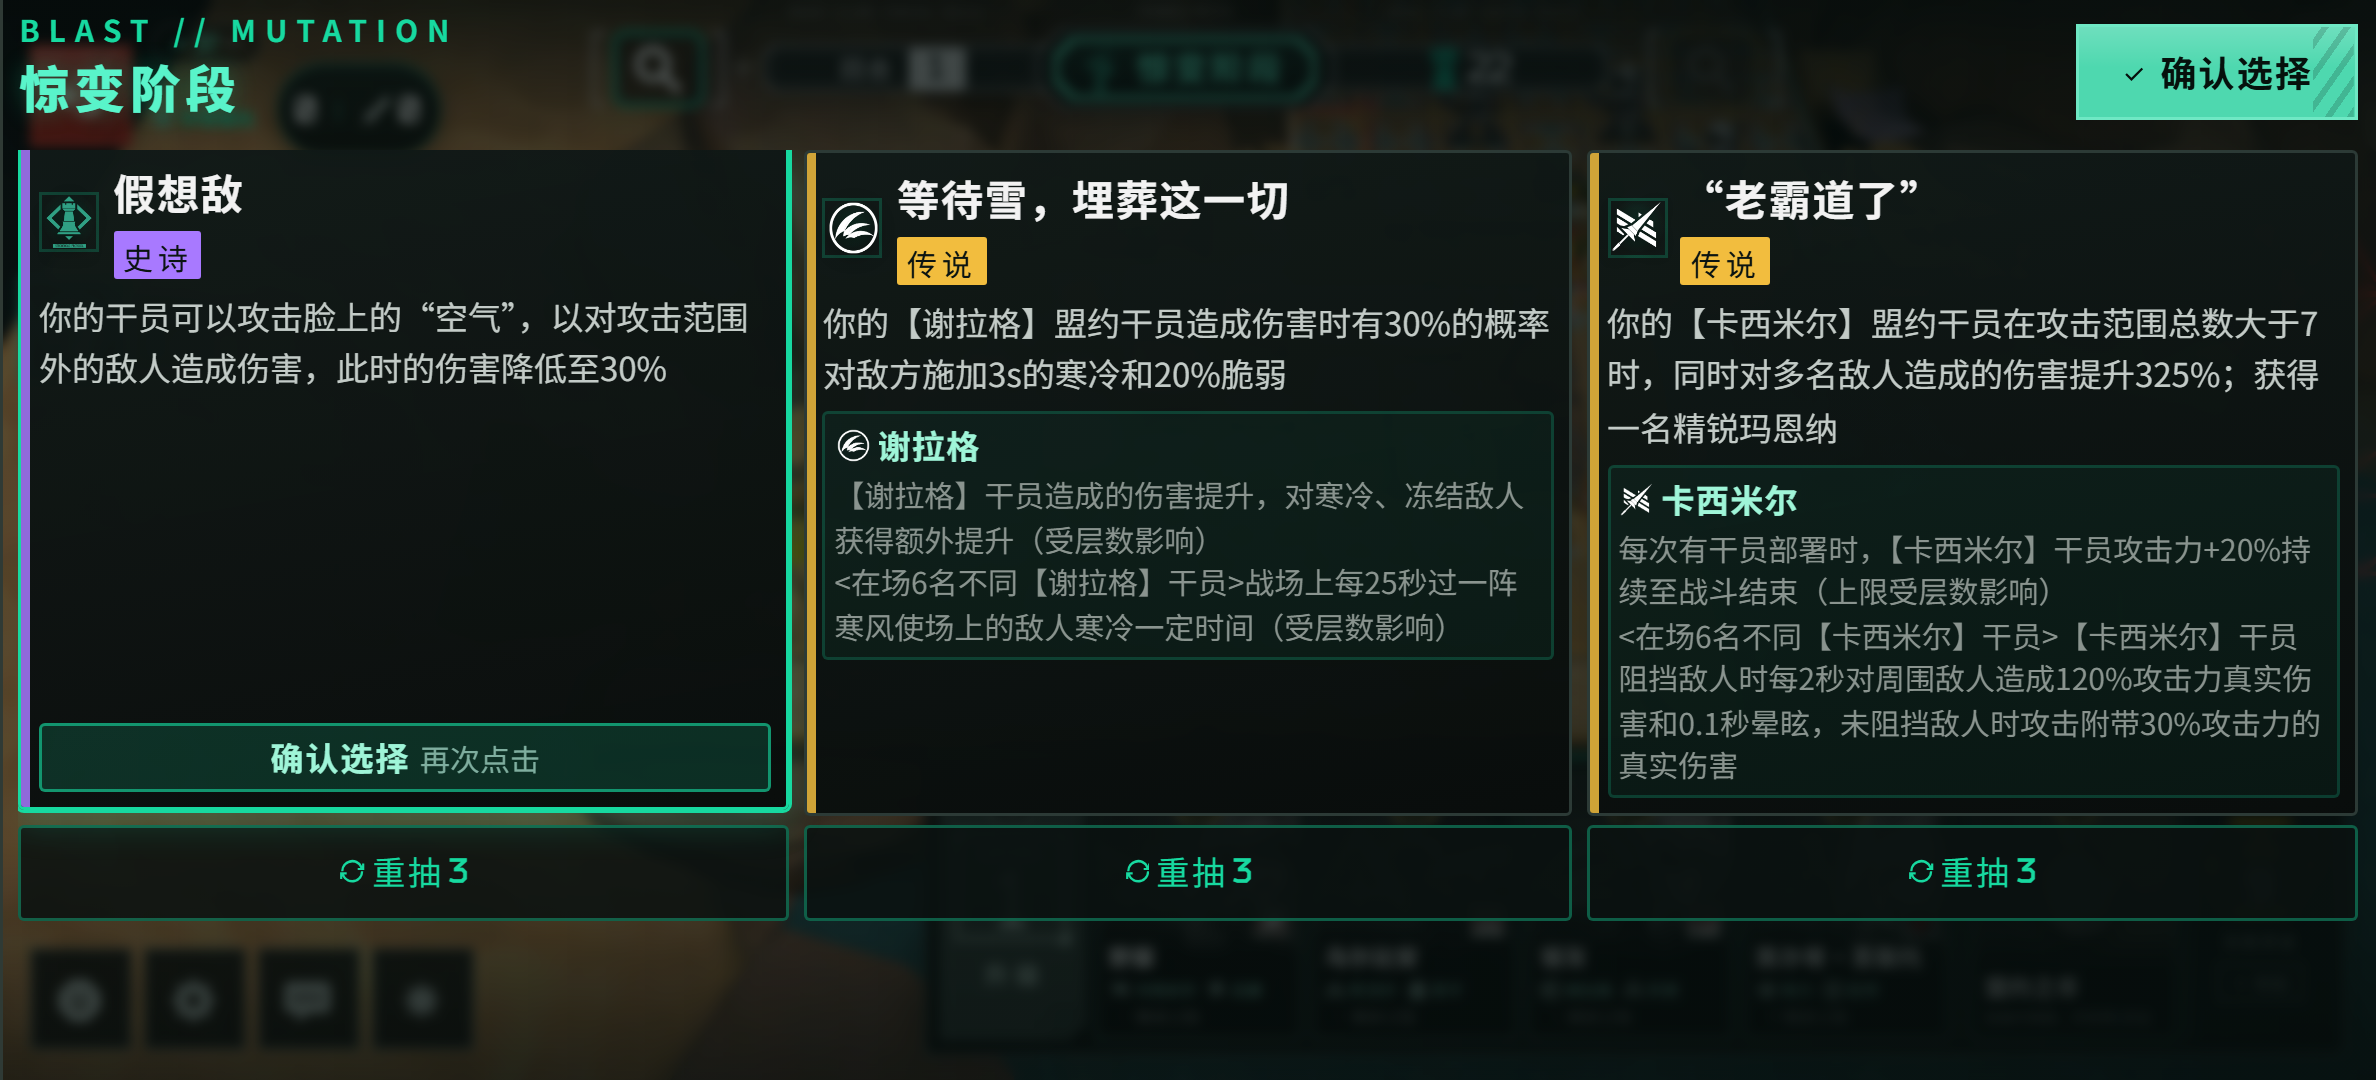 BLAST // MUTATION
惊变阶段
22
✓ 确认选择
假想敌
史诗
你的干员可以攻击脸上的“空气”，以对攻击范围
外的敌人造成伤害，此时的伤害降低至30%
确认选择 再次点击
重抽3
等待雪，埋葬这一切
传说
你的【谢拉格】盟约干员造成伤害时有30%的概率
对敌方施加3s的寒冷和20%脆弱
谢拉格
【谢拉格】干员造成的伤害提升，对寒冷、冻结敌人
获得额外提升（受层数影响）
<在场6名不同【谢拉格】干员>战场上每25秒过一阵
寒风使场上的敌人寒冷一定时间（受层数影响）
重抽3
“老霸道了”
传说
你的【卡西米尔】盟约干员在攻击范围总数大于7
时，同时对多名敌人造成的伤害提升325%；获得
一名精锐玛恩纳
卡西米尔
每次有干员部署时，【卡西米尔】干员攻击力+20%持
续至战斗结束（上限受层数影响）
<在场6名不同【卡西米尔】干员>【卡西米尔】干员
阻挡敌人时每2秒对周围敌人造成120%攻击力真实伤
害和0.1秒晕眩，未阻挡敌人时攻击附带30%攻击力的
真实伤害
重抽3